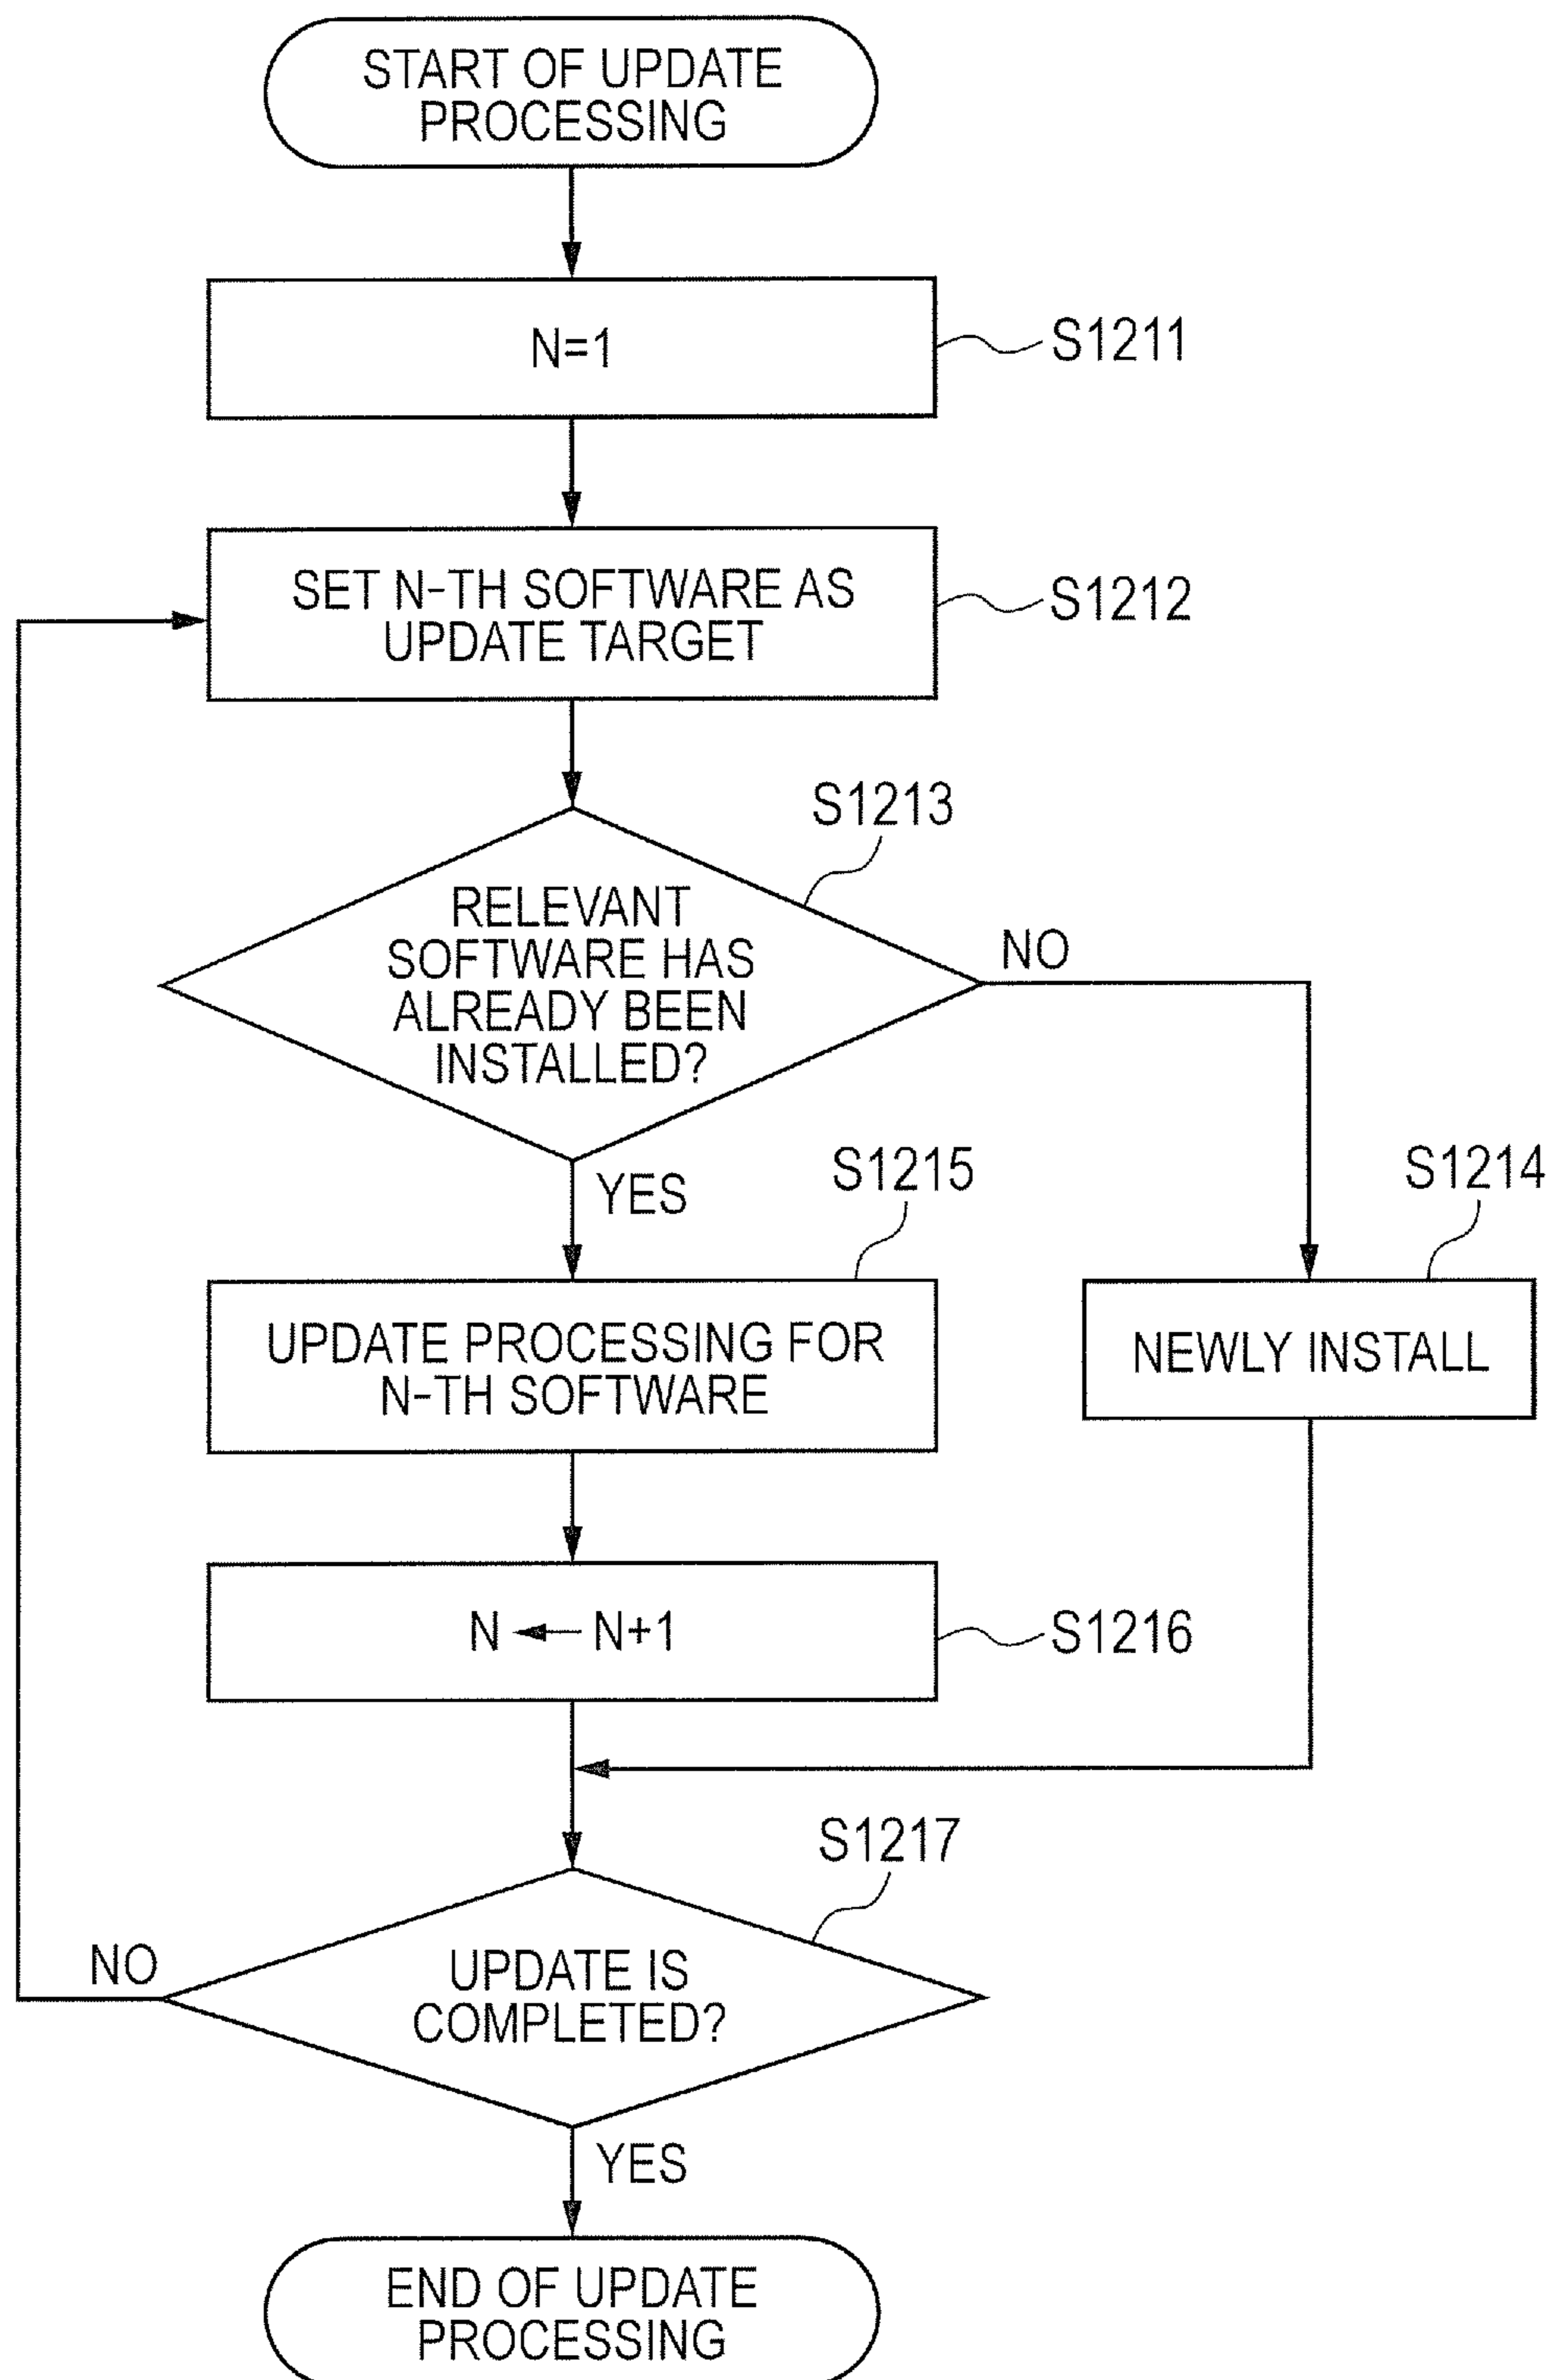 START OF UPDATE
PROCESSING
N=1
S1211
SET N-TH SOFTWARE AS
UPDATE TARGET
S1212
S1213
RELEVANT
SOFTWARE HAS
ALREADY BEEN
INSTALLED?
NO
YES
S1215
S1214
UPDATE PROCESSING FOR
N-TH SOFTWARE
NEWLY INSTALL
N ← N+1
S1216
S1217
UPDATE IS
COMPLETED?
NO
YES
END OF UPDATE
PROCESSING